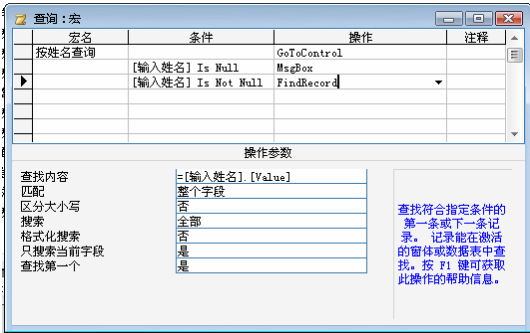 查询：宏
宏名 条件 操作 注释
按姓名查询 GoToControl
[输入姓名] Is Null MsgBox
[输入姓名] Is Not Null FindRecord
操作参数
查找内容 =[输入姓名].[Value]
匹配 整个字段
区分大小写 否
搜索 全部
格式化搜索 否
只搜索当前字段 是
查找第一个 是
查找符合指定条件的
第一条或下一条记
录。 记录能在激活
的窗体或数据表中查
找。按 F1 键可获取
此操作的帮助信息。